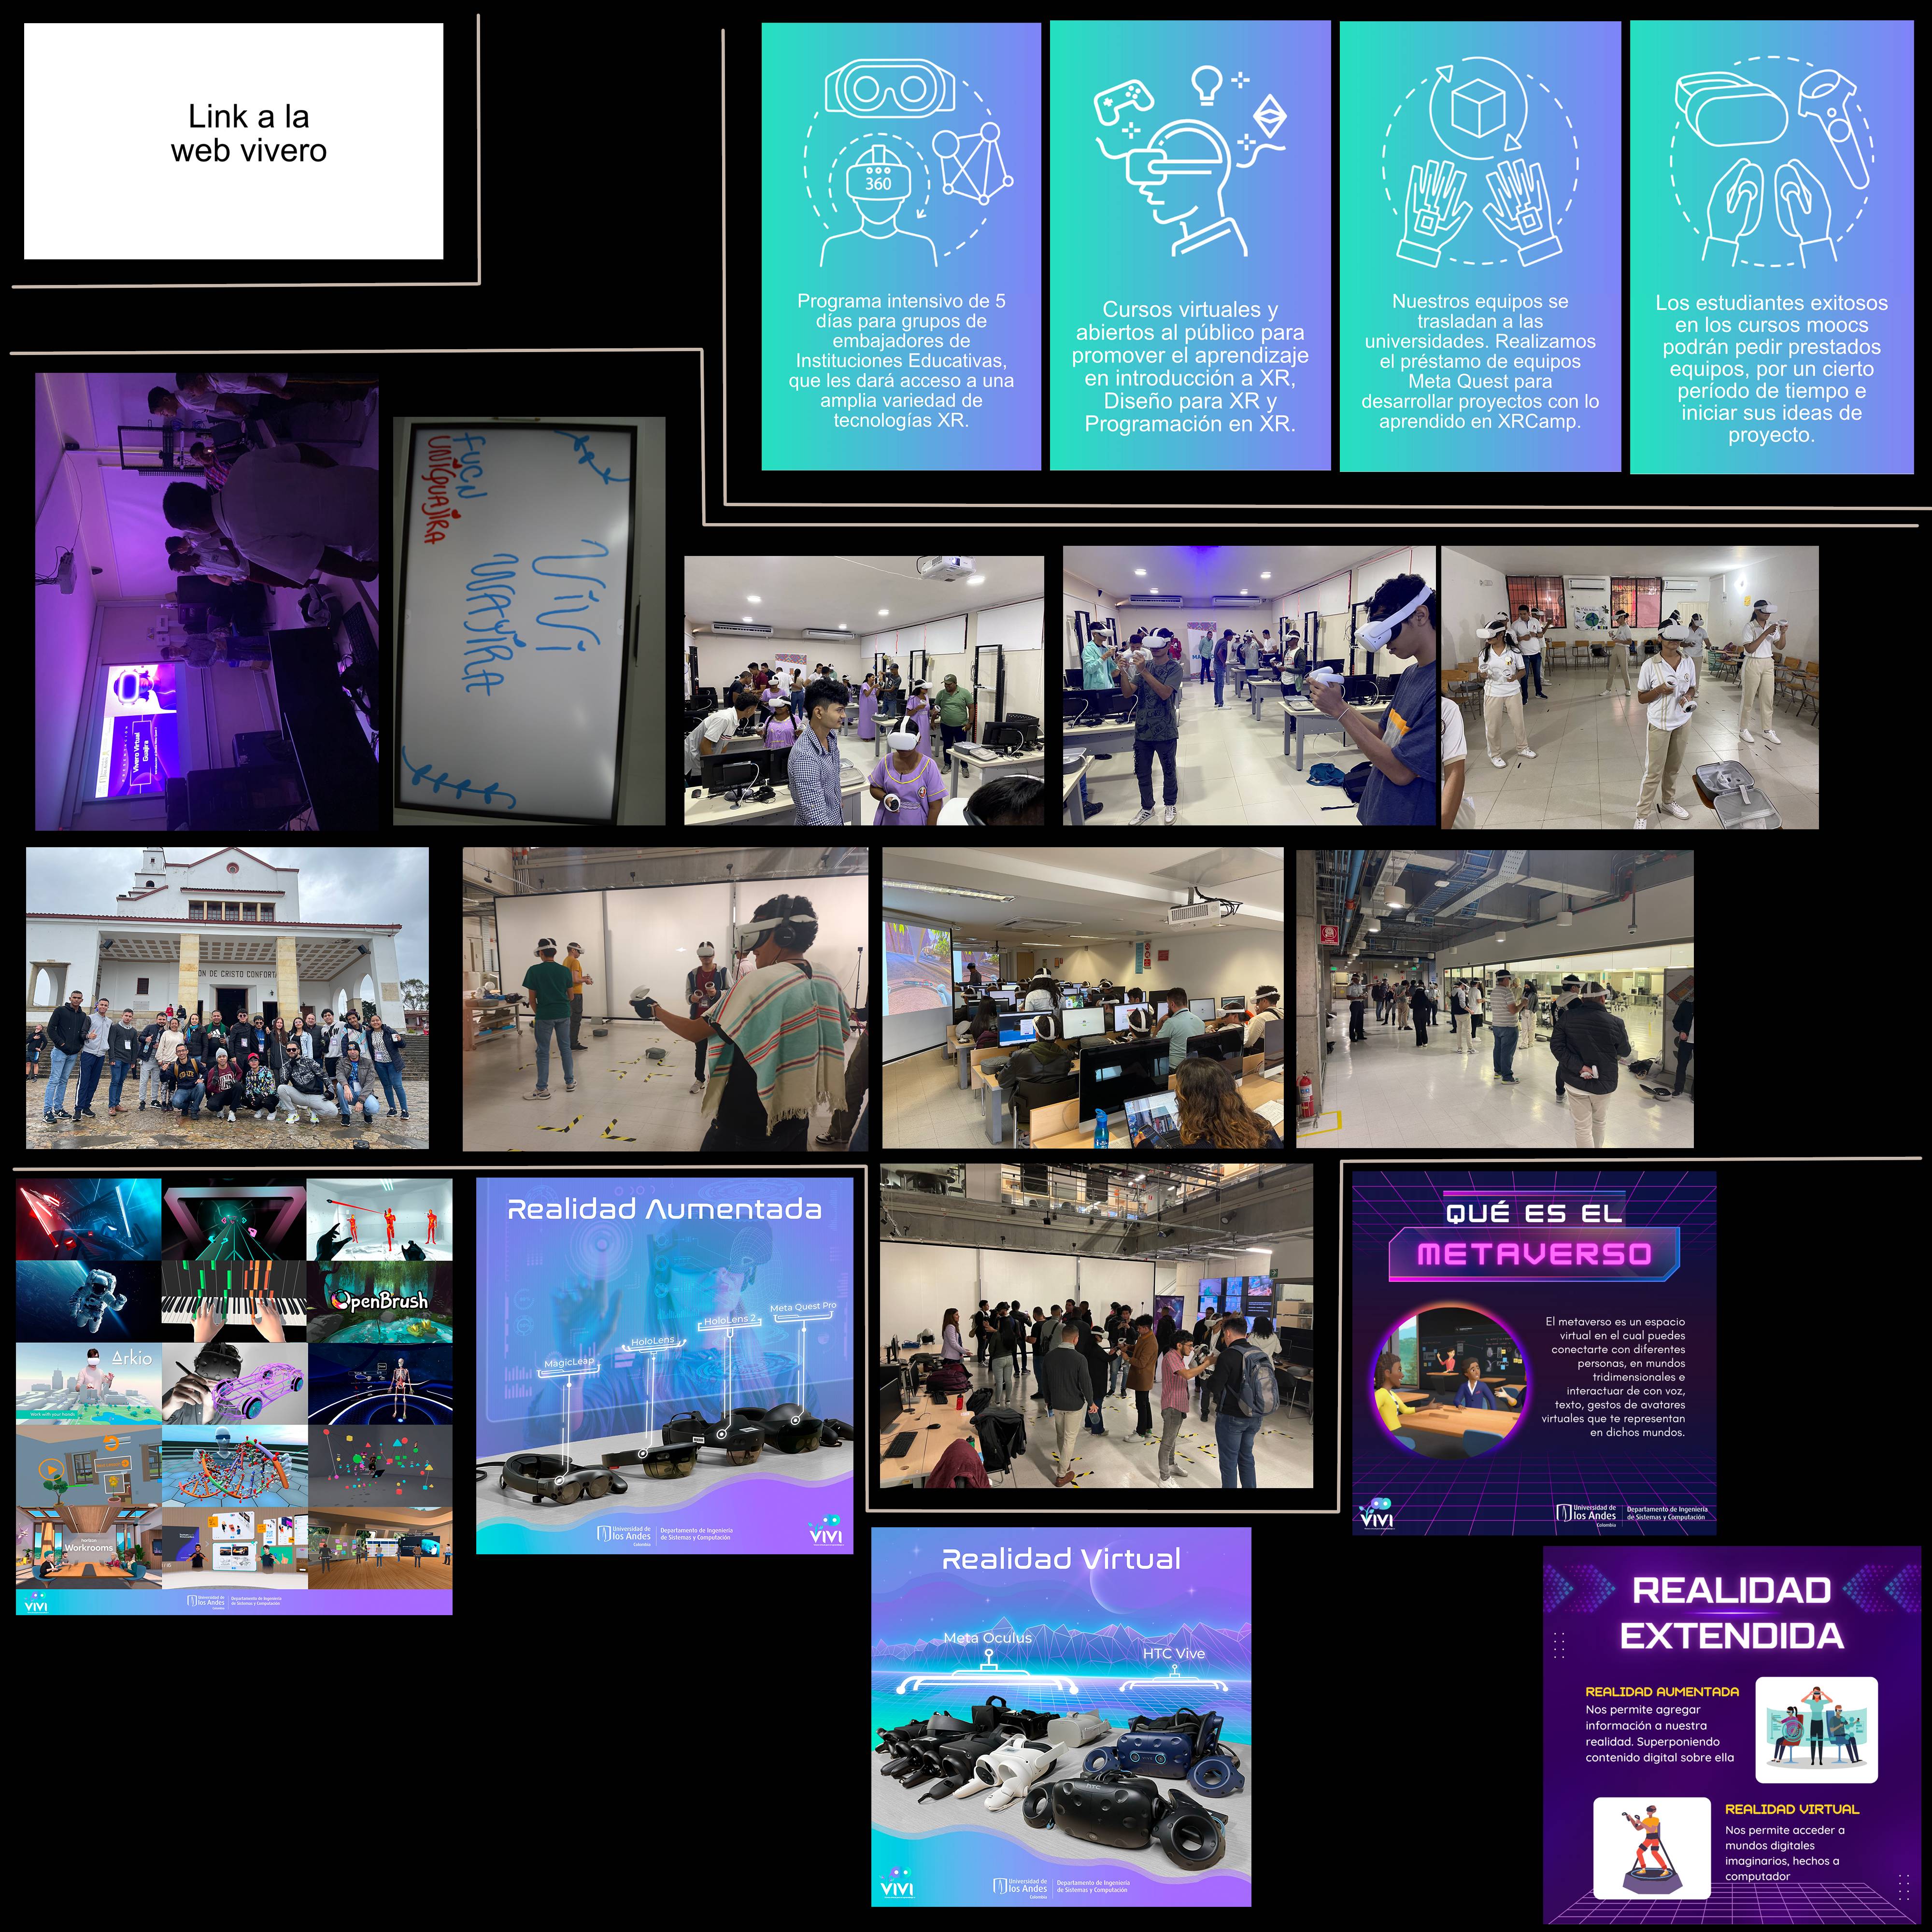 Link a la
web vivero
360
Programa intensivo de 5
días para grupos de
embajadores de
Instituciones Educativas,
que les dará acceso a una
amplia variedad de
tecnologías XR.
Cursos virtuales y
abiertos al público para
promover el aprendizaje
en introducción a XR,
Diseño para XR y
Programación en XR.
Nuestros equipos se
trasladan a las
universidades. Realizamos
el préstamo de equipos
Meta Quest para
desarrollar proyectos con lo
aprendido en XRCamp.
Los estudiantes exitosos
en los cursos moocs
podrán pedir prestados
equipos, por un cierto
período de tiempo e
iniciar sus ideas de
proyecto.
Vivero Virtual
Guajira
FUCN
UNIGUAJIRA
Vivi
WAYIRA
ON DE CRISTO CONFORTA
OpenBrush
Arkio
Work with your hands
Workrooms
VIVI
Universidad de
los Andes
Colombia
Departamento de Ingeniería
de Sistemas y Computación
Realidad Aumentada
Meta Quest Pro
HoloLens 2
HoloLens
MagicLeap
Universidad de
los Andes
Colombia
Departamento de Ingeniería
de Sistemas y Computación
VIVI
QUÉ ES EL
METAVERSO
El metaverso es un espacio
virtual en el cual puedes
conectarte con diferentes
personas, en mundos
tridimensionales e
interactuar de con voz,
texto, gestos de avatares
virtuales que te representan
en dichos mundos.
VIVI
Universidad de
los Andes
Colombia
Departamento de Ingeniería
de Sistemas y Computación
Realidad Virtual
Meta Oculus
HTC Vive
hTC
VIVI
Universidad de
los Andes
Colombia
Departamento de Ingeniería
de Sistemas y Computación
REALIDAD
EXTENDIDA
REALIDAD AUMENTADA
Nos permite agregar
información a nuestra
realidad. Superponiendo
contenido digital sobre ella
REALIDAD VIRTUAL
Nos permite acceder a
mundos digitales
imaginarios, hechos a
computador